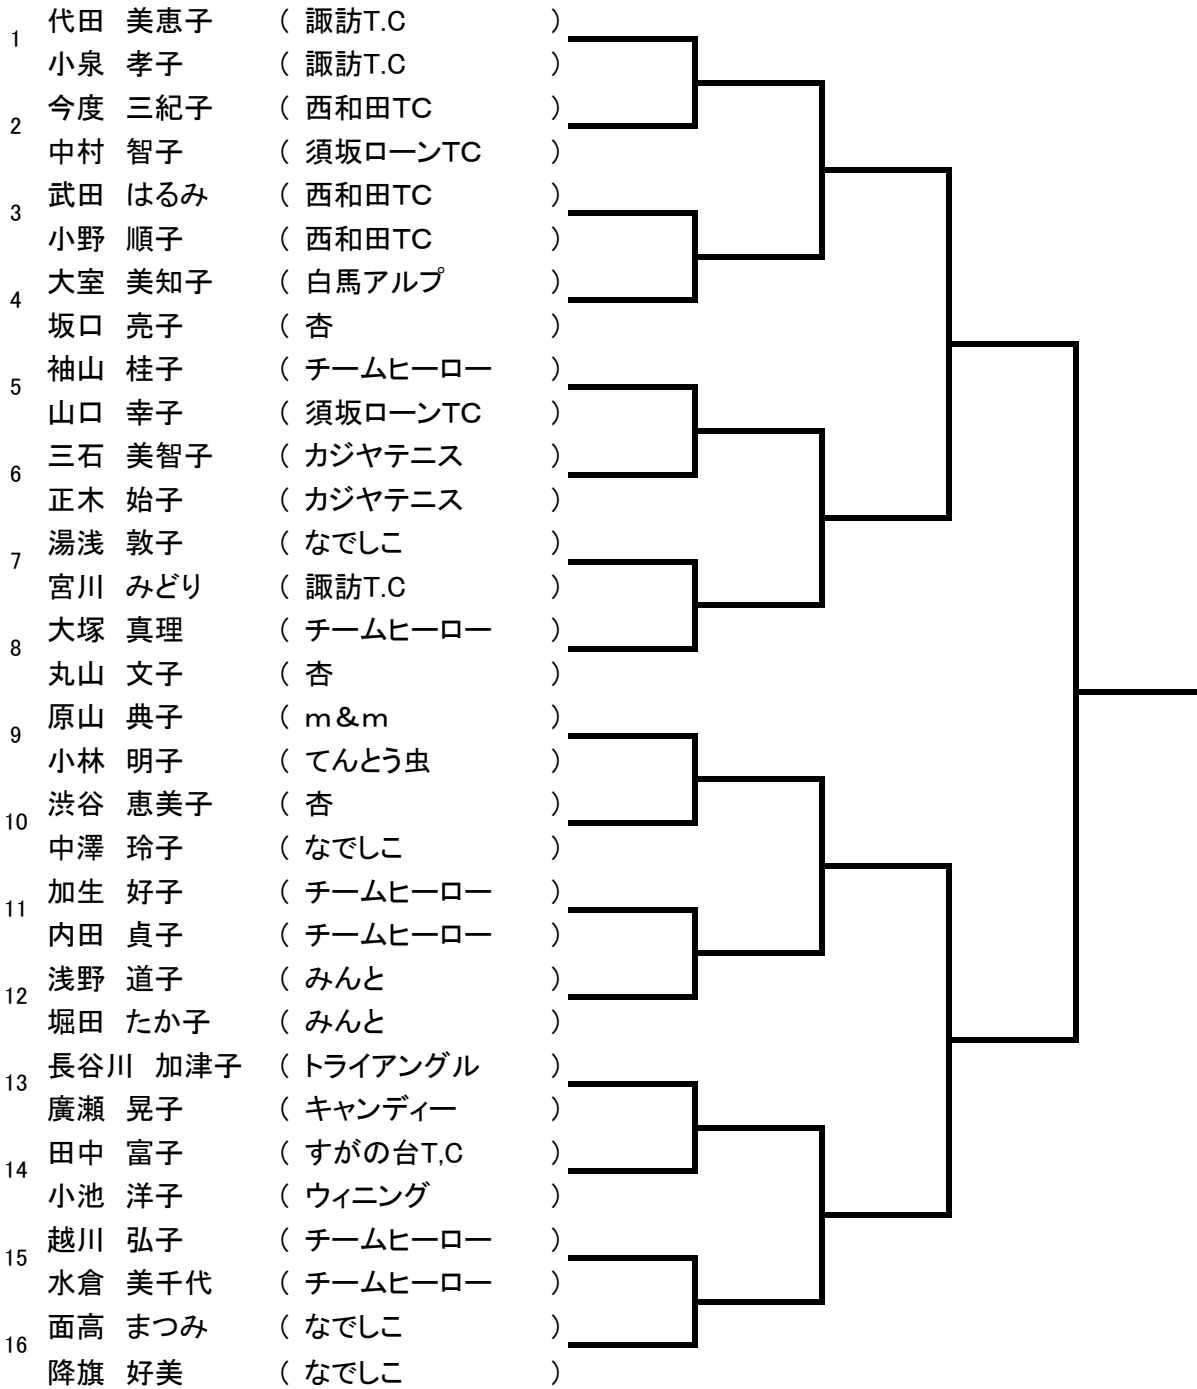 代田 美恵子 ( 諏訪T.C )
1
小泉 孝子 ( 諏訪T.C )
今度 三紀子 ( 西和田TC )
2
中村 智子 ( 須坂ローンTC )
武田 はるみ ( 西和田TC )
3
小野 順子 ( 西和田TC )
大室 美知子 ( 白馬アルプ )
4
坂口 亮子 ( 杏 )
袖山 桂子 ( チームヒーロー )
5
山口 幸子 ( 須坂ローンTC )
三石 美智子 ( カジヤテニス )
6
正木 始子 ( カジヤテニス )
湯浅 敦子 ( なでしこ )
7
宮川 みどり ( 諏訪T.C )
大塚 真理 ( チームヒーロー )
8
丸山 文子 ( 杏 )
原山 典子 ( m&m )
9
小林 明子 ( てんとう虫 )
渋谷 恵美子 ( 杏 )
10
中澤 玲子 ( なでしこ )
加生 好子 ( チームヒーロー )
11
内田 貞子 ( チームヒーロー )
浅野 道子 ( みんと )
12
堀田 たか子 ( みんと )
長谷川 加津子 ( トライアングル )
13
廣瀬 晃子 ( キャンディー )
田中 富子 ( すがの台T,C )
14
小池 洋子 ( ウィニング )
越川 弘子 ( チームヒーロー )
15
水倉 美千代 ( チームヒーロー )
面高 まつみ ( なでしこ )
16
降旗 好美 ( なでしこ )